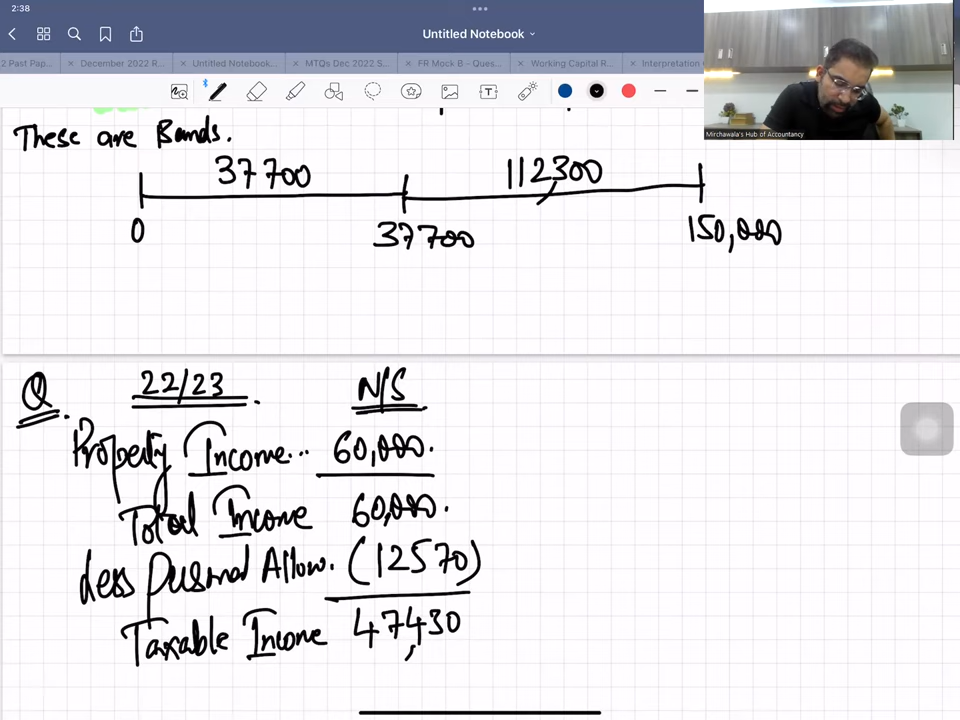 2:38
Untitled Notebook
2 Past Pap...
December 2022 R...
Untitled Notebook...
MTQs Dec 2022 S...
FR Mock B - Ques...
Working Capital R...
Interpretation
Mirchawala's Hub of Accountancy
These are Bands.
37700 112,300
0 37700 150,000
Q. 22/23. N/S
Property Income... 60,000.
Total Income 60,000.
Less Personal Allow. (12570)
Taxable Income 47,430